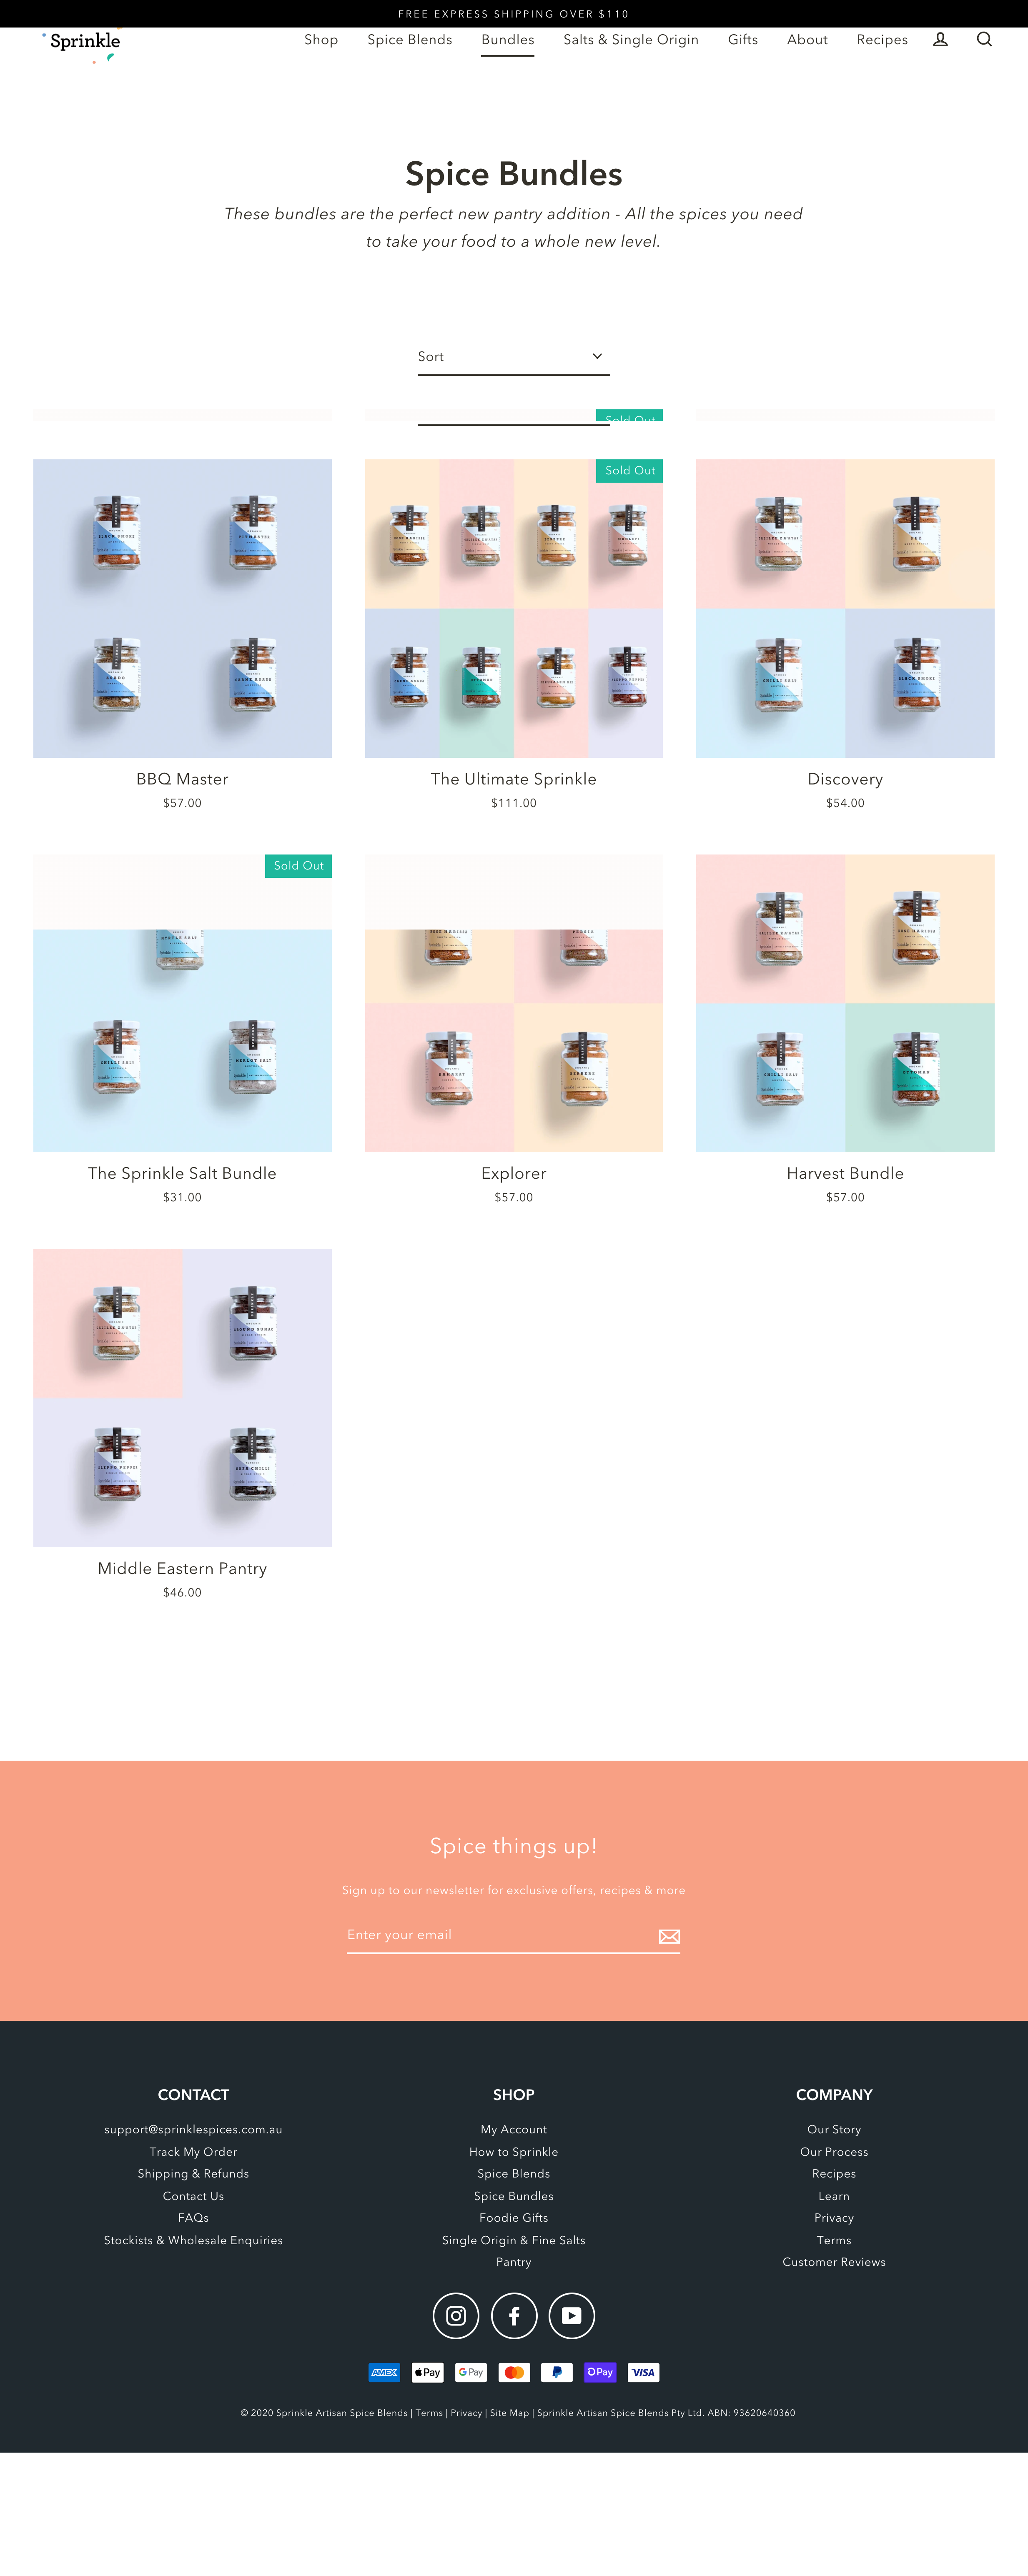 FREE EXPRESS SHIPPING OVER $110
Sprinkle
Shop Spice Blends Bundles Salts & Single Origin Gifts About Recipes
Spice Bundles
These bundles are the perfect new pantry addition - All the spices you need
to take your food to a whole new level.
Sort
Sold Out
Sold Out
BBQ Master
$57.00
The Ultimate Sprinkle
$111.00
Discovery
$54.00
Sold Out
The Sprinkle Salt Bundle
$31.00
Explorer
$57.00
Harvest Bundle
$57.00
Middle Eastern Pantry
$46.00
Spice things up!
Sign up to our newsletter for exclusive offers, recipes & more
Enter your email
CONTACT
support@sprinklespices.com.au
Track My Order
Shipping & Refunds
Contact Us
FAQs
Stockists & Wholesale Enquiries
SHOP
My Account
How to Sprinkle
Spice Blends
Spice Bundles
Foodie Gifts
Single Origin & Fine Salts
Pantry
COMPANY
Our Story
Our Process
Recipes
Learn
Privacy
Terms
Customer Reviews
AMEX Pay G Pay PayPal Pay VISA
© 2020 Sprinkle Artisan Spice Blends | Terms | Privacy | Site Map | Sprinkle Artisan Spice Blends Pty Ltd. ABN: 93620640360